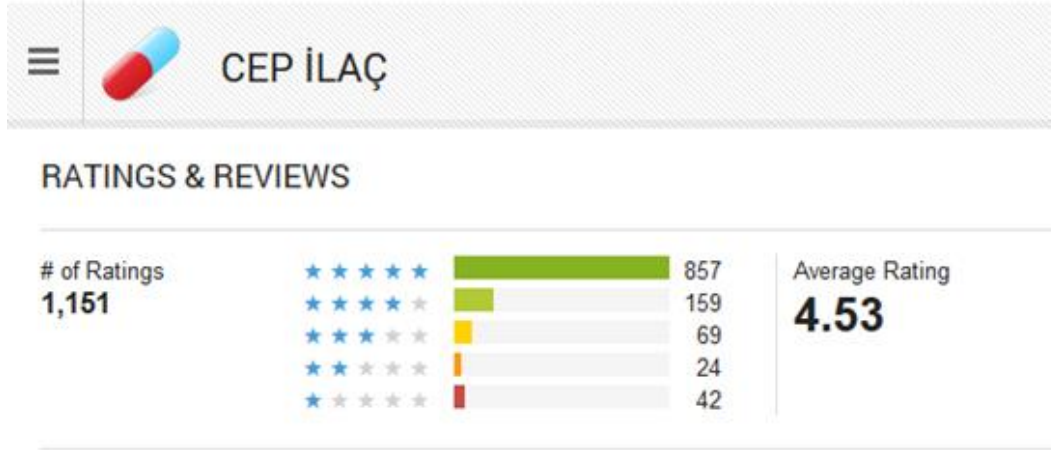 CEP İLAÇ
RATINGS & REVIEWS
# of Ratings
1,151
857
159
69
24
42
Average Rating
4.53